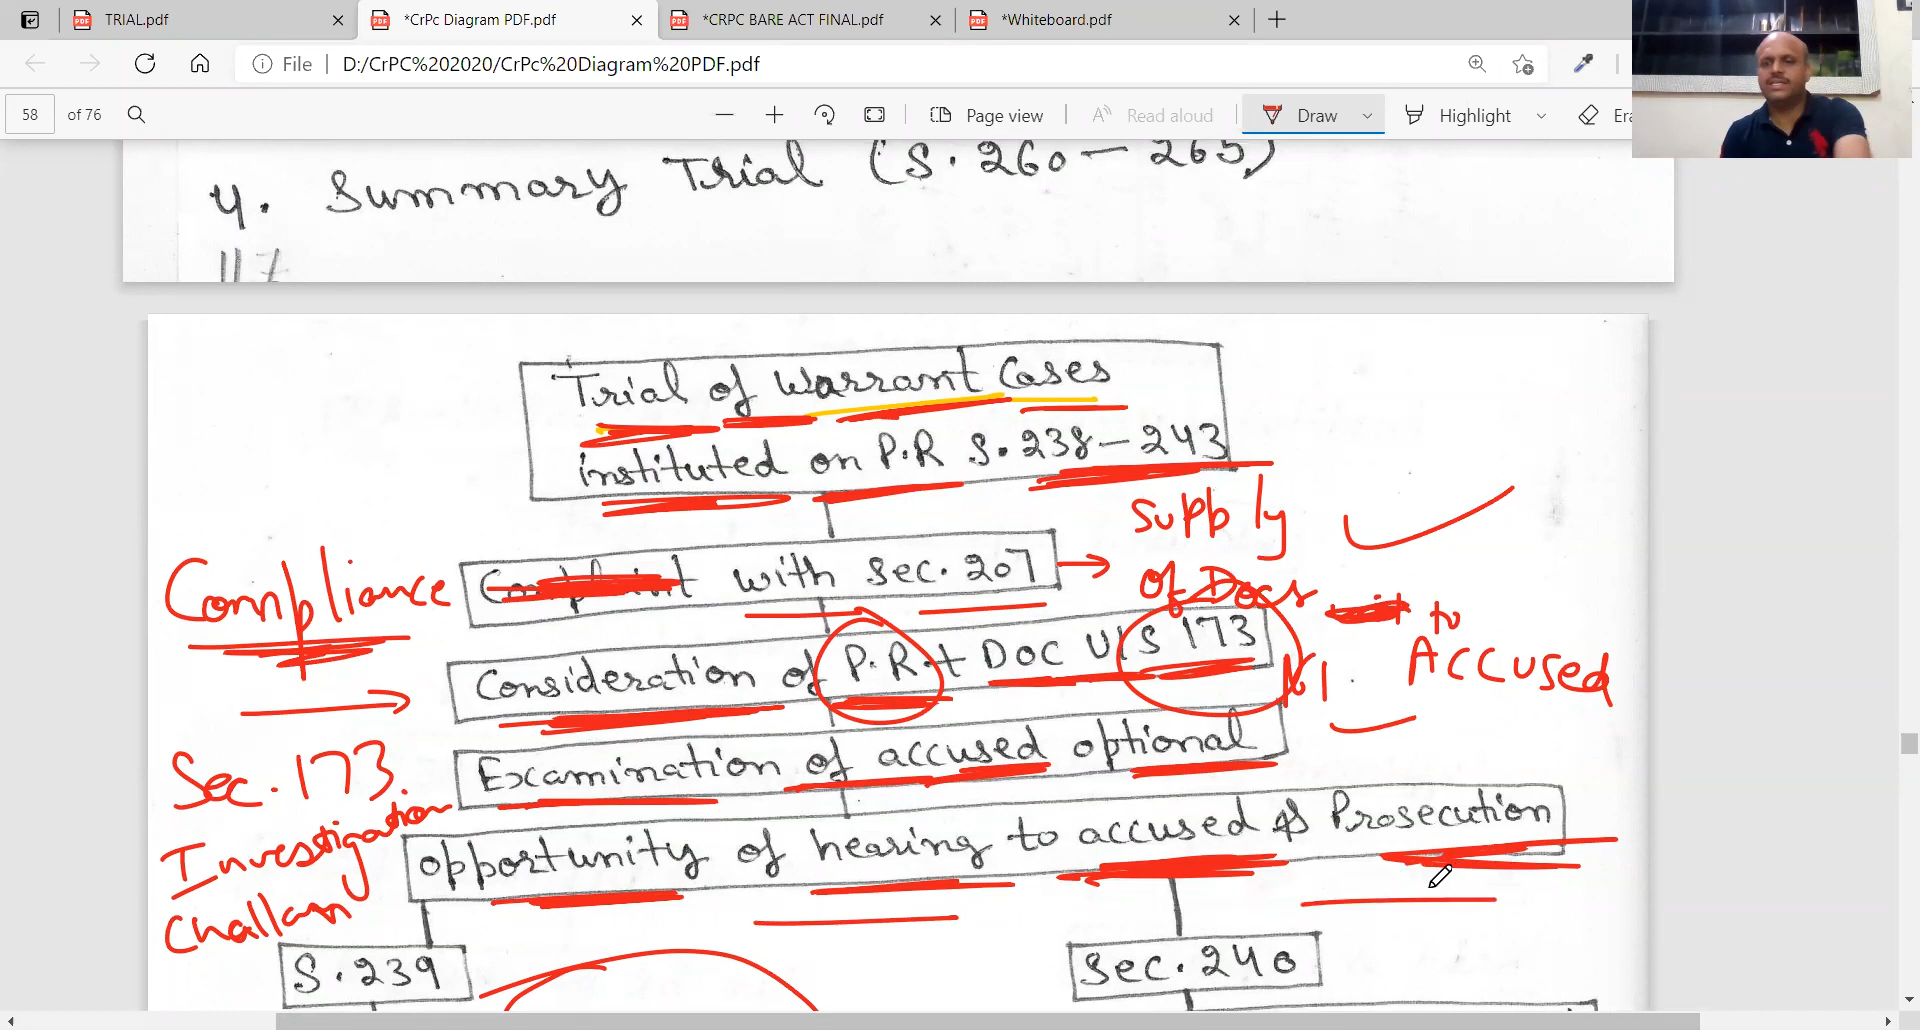 TRIAL.pdf
*CrPc Diagram PDF.pdf
*CRPC BARE ACT FINAL.pdf
*Whiteboard.pdf
File
D:/CrPC%202020/CrPc%20Diagram%20PDF.pdf
58 of 76
Page view
Read aloud
Draw
Highlight
Era
4. Summary Trial (S.260-265)
Trial of warrant Cases
instituted on P.R S.238-243
Supply
of Docs
to
Accused
Compliance
with Sec.207
Consideration of P.R + Doc U/S 173
Examination of accused optional
Sec. 173.
Investigation
Challan
opportunity of hearing to accused & Prosecution
S.239
Sec.240